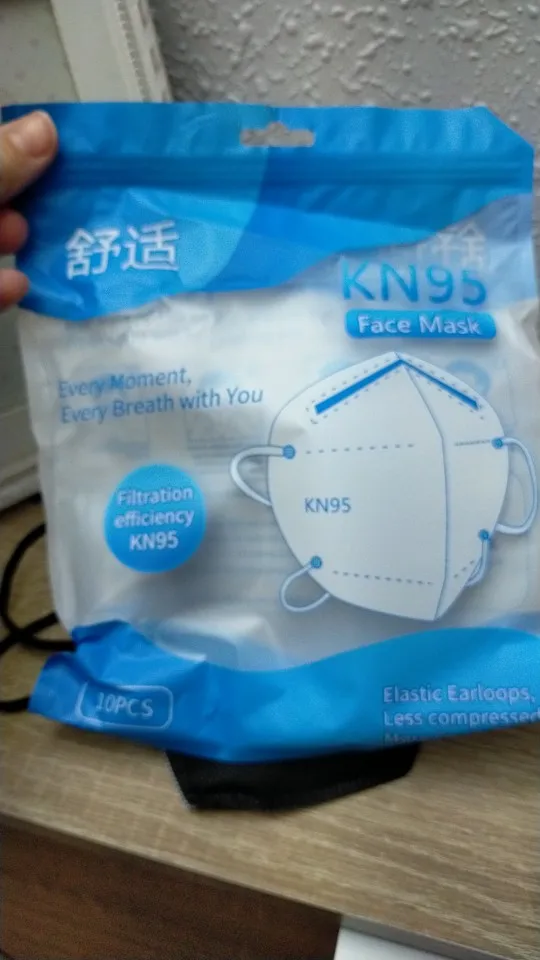 舒适
KN95
Face Mask
Every Moment,
Every Breath with You
KN95
Filtration
efficiency
KN95
10PCS
Elastic Earloops,
Less compressed